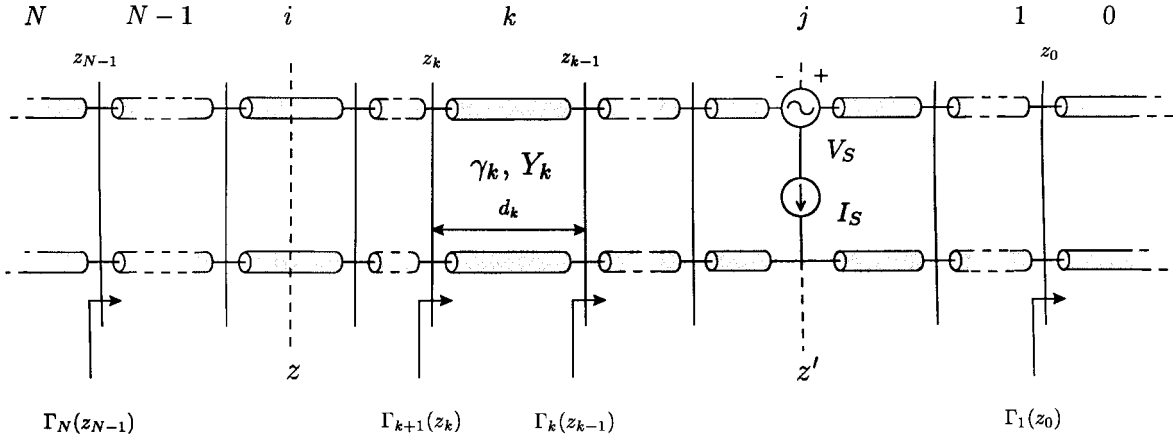 N N − 1 i k j 1 0
z_{N−1} z_k z_{k−1} z_0
- +
V_S
γ_k, Y_k
d_k
I_S
z z′
Γ_N(z_{N−1}) Γ_{k+1}(z_k) Γ_k(z_{k−1}) Γ_1(z_0)